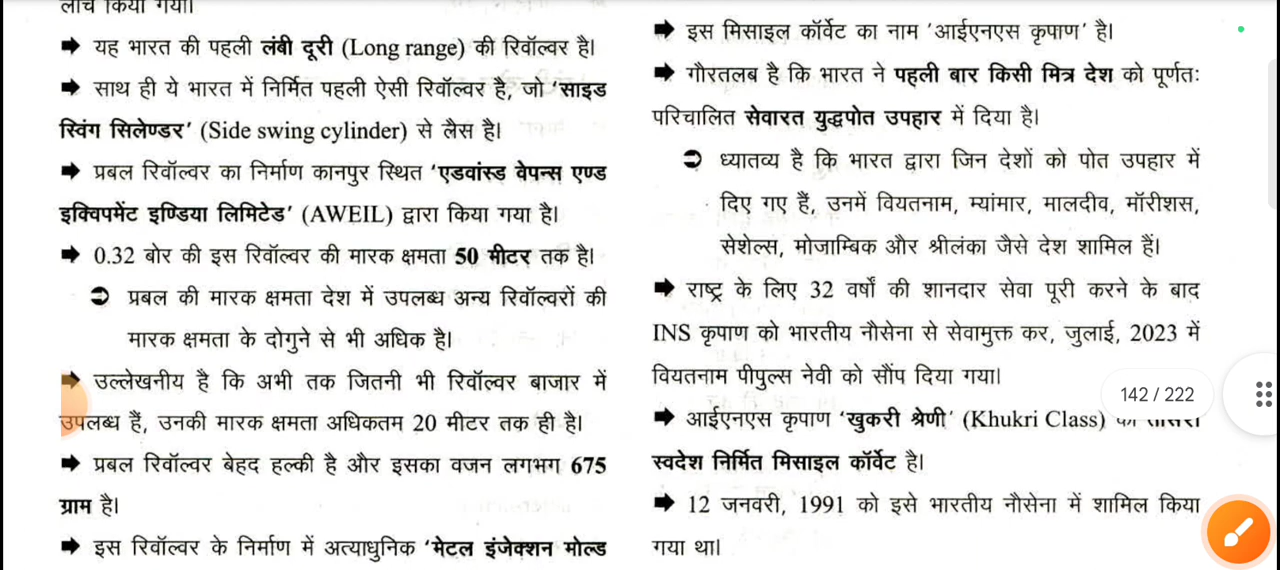 लांच किया गया।
➡ यह भारत की पहली लंबी दूरी (Long range) की रिवॉल्वर है।
➡ साथ ही ये भारत में निर्मित पहली ऐसी रिवॉल्वर है, जो 'साइड
स्विंग सिलेण्डर' (Side swing cylinder) से लैस है।
➡ प्रबल रिवॉल्वर का निर्माण कानपुर स्थित 'एडवांस्ड वेपन्स एण्ड
इक्विपमेंट इण्डिया लिमिटेड' (AWEIL) द्वारा किया गया है।
➡ 0.32 बोर की इस रिवॉल्वर की मारक क्षमता 50 मीटर तक है।
➲ प्रबल की मारक क्षमता देश में उपलब्ध अन्य रिवॉल्वरों की
मारक क्षमता के दोगुने से भी अधिक है।
➡ उल्लेखनीय है कि अभी तक जितनी भी रिवॉल्वर बाजार में
उपलब्ध हैं, उनकी मारक क्षमता अधिकतम 20 मीटर तक ही है।
➡ प्रबल रिवॉल्वर बेहद हल्की है और इसका वजन लगभग 675
ग्राम है।
➡ इस रिवॉल्वर के निर्माण में अत्याधुनिक 'मेटल इंजेक्शन मोल्ड
➡ इस मिसाइल कॉर्वेट का नाम 'आईएनएस कृपाण' है।
➡ गौरतलब है कि भारत ने पहली बार किसी मित्र देश को पूर्णतः
परिचालित सेवारत युद्धपोत उपहार में दिया है।
➲ ध्यातव्य है कि भारत द्वारा जिन देशों को पोत उपहार में
दिए गए हैं, उनमें वियतनाम, म्यांमार, मालदीव, मॉरीशस,
सेशेल्स, मोजाम्बिक और श्रीलंका जैसे देश शामिल हैं।
➡ राष्ट्र के लिए 32 वर्षों की शानदार सेवा पूरी करने के बाद
INS कृपाण को भारतीय नौसेना से सेवामुक्त कर, जुलाई, 2023 में
वियतनाम पीपुल्स नेवी को सौंप दिया गया।
142 / 222
➡ आईएनएस कृपाण 'खुकरी श्रेणी' (Khukri Class)
स्वदेश निर्मित मिसाइल कॉर्वेट है।
➡ 12 जनवरी, 1991 को इसे भारतीय नौसेना में शामिल किया
गया था।